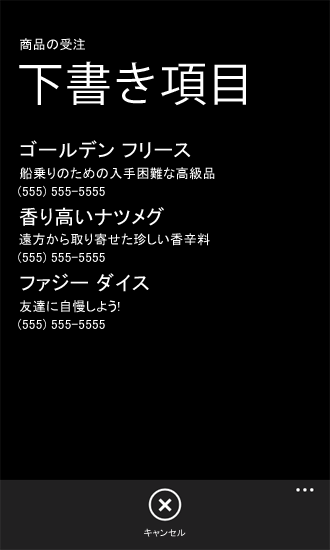 商品の受注
下書き項目
ゴールデン フリース
船乗りのための入手困難な高級品
(555) 555-5555
香り高いナツメグ
遠方から取り寄せた珍しい香辛料
(555) 555-5555
ファジー ダイス
友達に自慢しよう!
(555) 555-5555
キャンセル